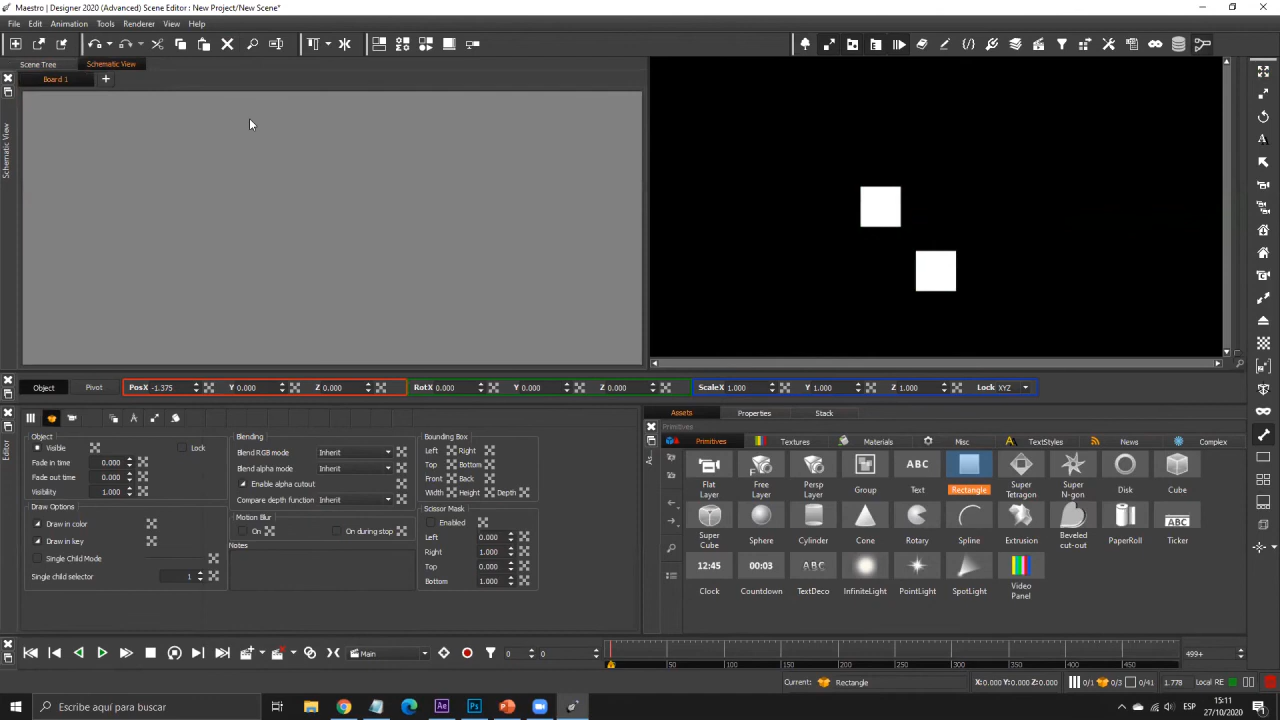 Maestro | Designer 2020 (Advanced) Scene Editor : New Project/New Scene*
File Edit Animation Tools Renderer View Help
Scene Tree Schematic View
Board 1 +
Schematic View
Object Pivot PosX -1.375 Y 0.000 Z 0.000 RotX 0.000 Y 0.000 Z 0.000 ScaleX 1.000 Y 1.000 Z 1.000 Lock XYZ
Editor
Object
Visible Lock
Fade in time 0.000
Fade out time 0.000
Visibility 1.000
Draw Options
Draw in color
Draw in key
Single Child Mode
Single child selector 1
Blending
Blend RGB mode Inherit
Blend alpha mode Inherit
Enable alpha cutout
Compare depth function Inherit
Motion Blur
On On during stop
Notes
Bounding Box
Left Right
Top Bottom
Front Back
Width Height Depth
Scissor Mask
Enabled
Left 0.000
Right 1.000
Top 0.000
Bottom 1.000
Assets Properties Stack
Primitives
Primitives Textures Materials Misc TextStyles News Complex
Flat Layer
Free Layer
Persp Layer
Group
ABC
Text
Rectangle
Super Tetragon
Super N-gon
Disk
Cube
Super Cube
Sphere
Cylinder
Cone
Rotary
Spline
Extrusion
Beveled cut-out
PaperRoll
ABC
Ticker
12:45
Clock
00:03
Countdown
ABC
TextDeco
InfiniteLight
PointLight
SpotLight
Video Panel
Main 0 0 50 100 150 200 250 300 350 400 450 499+
Current: Rectangle X:0.000 Y:0.000 Z:0.000 0/1 0/3 0/41 1.778 Local RE
Escribe aquí para buscar
Ae Ps
ESP
15:11
27/10/2020